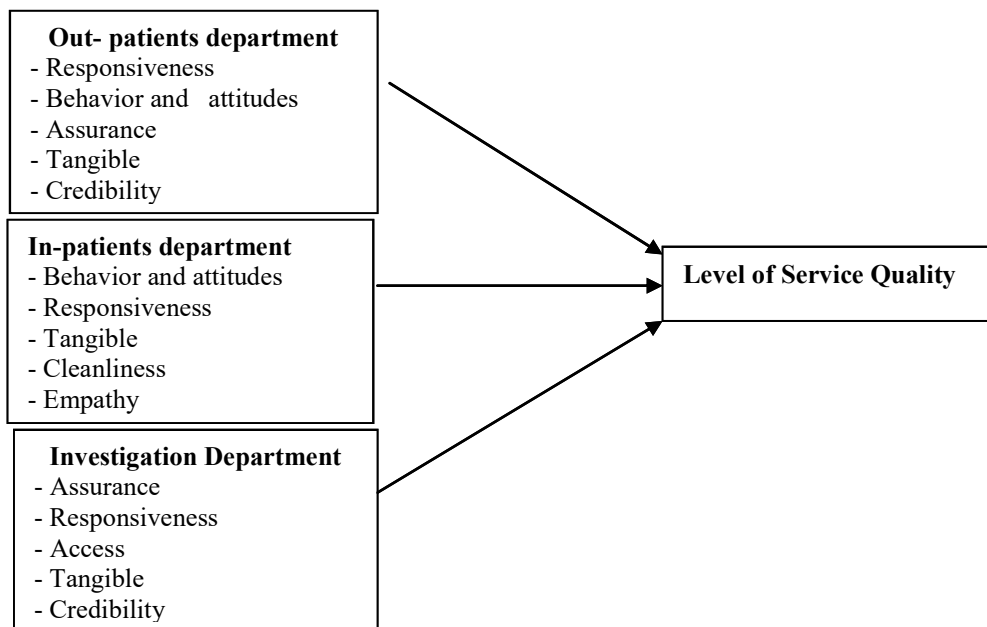 Out- patients department
- Responsiveness
- Behavior and attitudes
- Assurance
- Tangible
- Credibility
In-patients department
- Behavior and attitudes
- Responsiveness
- Tangible
- Cleanliness
- Empathy
Investigation Department
- Assurance
- Responsiveness
- Access
- Tangible
- Credibility
Level of Service Quality